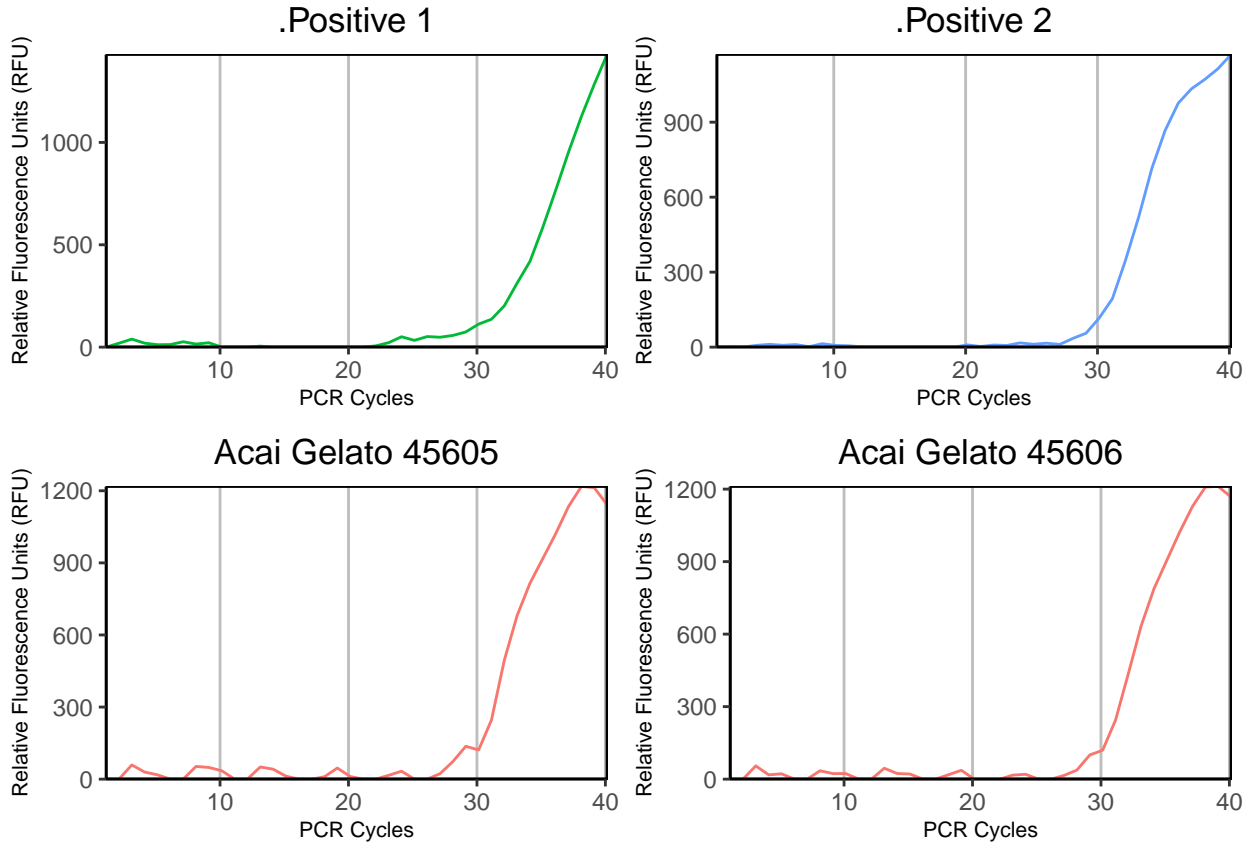 .Positive 1
Relative Fluorescence Units (RFU)
1000
500
0
10
20
30
40
PCR Cycles
.Positive 2
Relative Fluorescence Units (RFU)
900
600
300
0
10
20
30
40
PCR Cycles
Acai Gelato 45605
Relative Fluorescence Units (RFU)
1200
900
600
300
0
10
20
30
40
PCR Cycles
Acai Gelato 45606
Relative Fluorescence Units (RFU)
1200
900
600
300
0
10
20
30
40
PCR Cycles